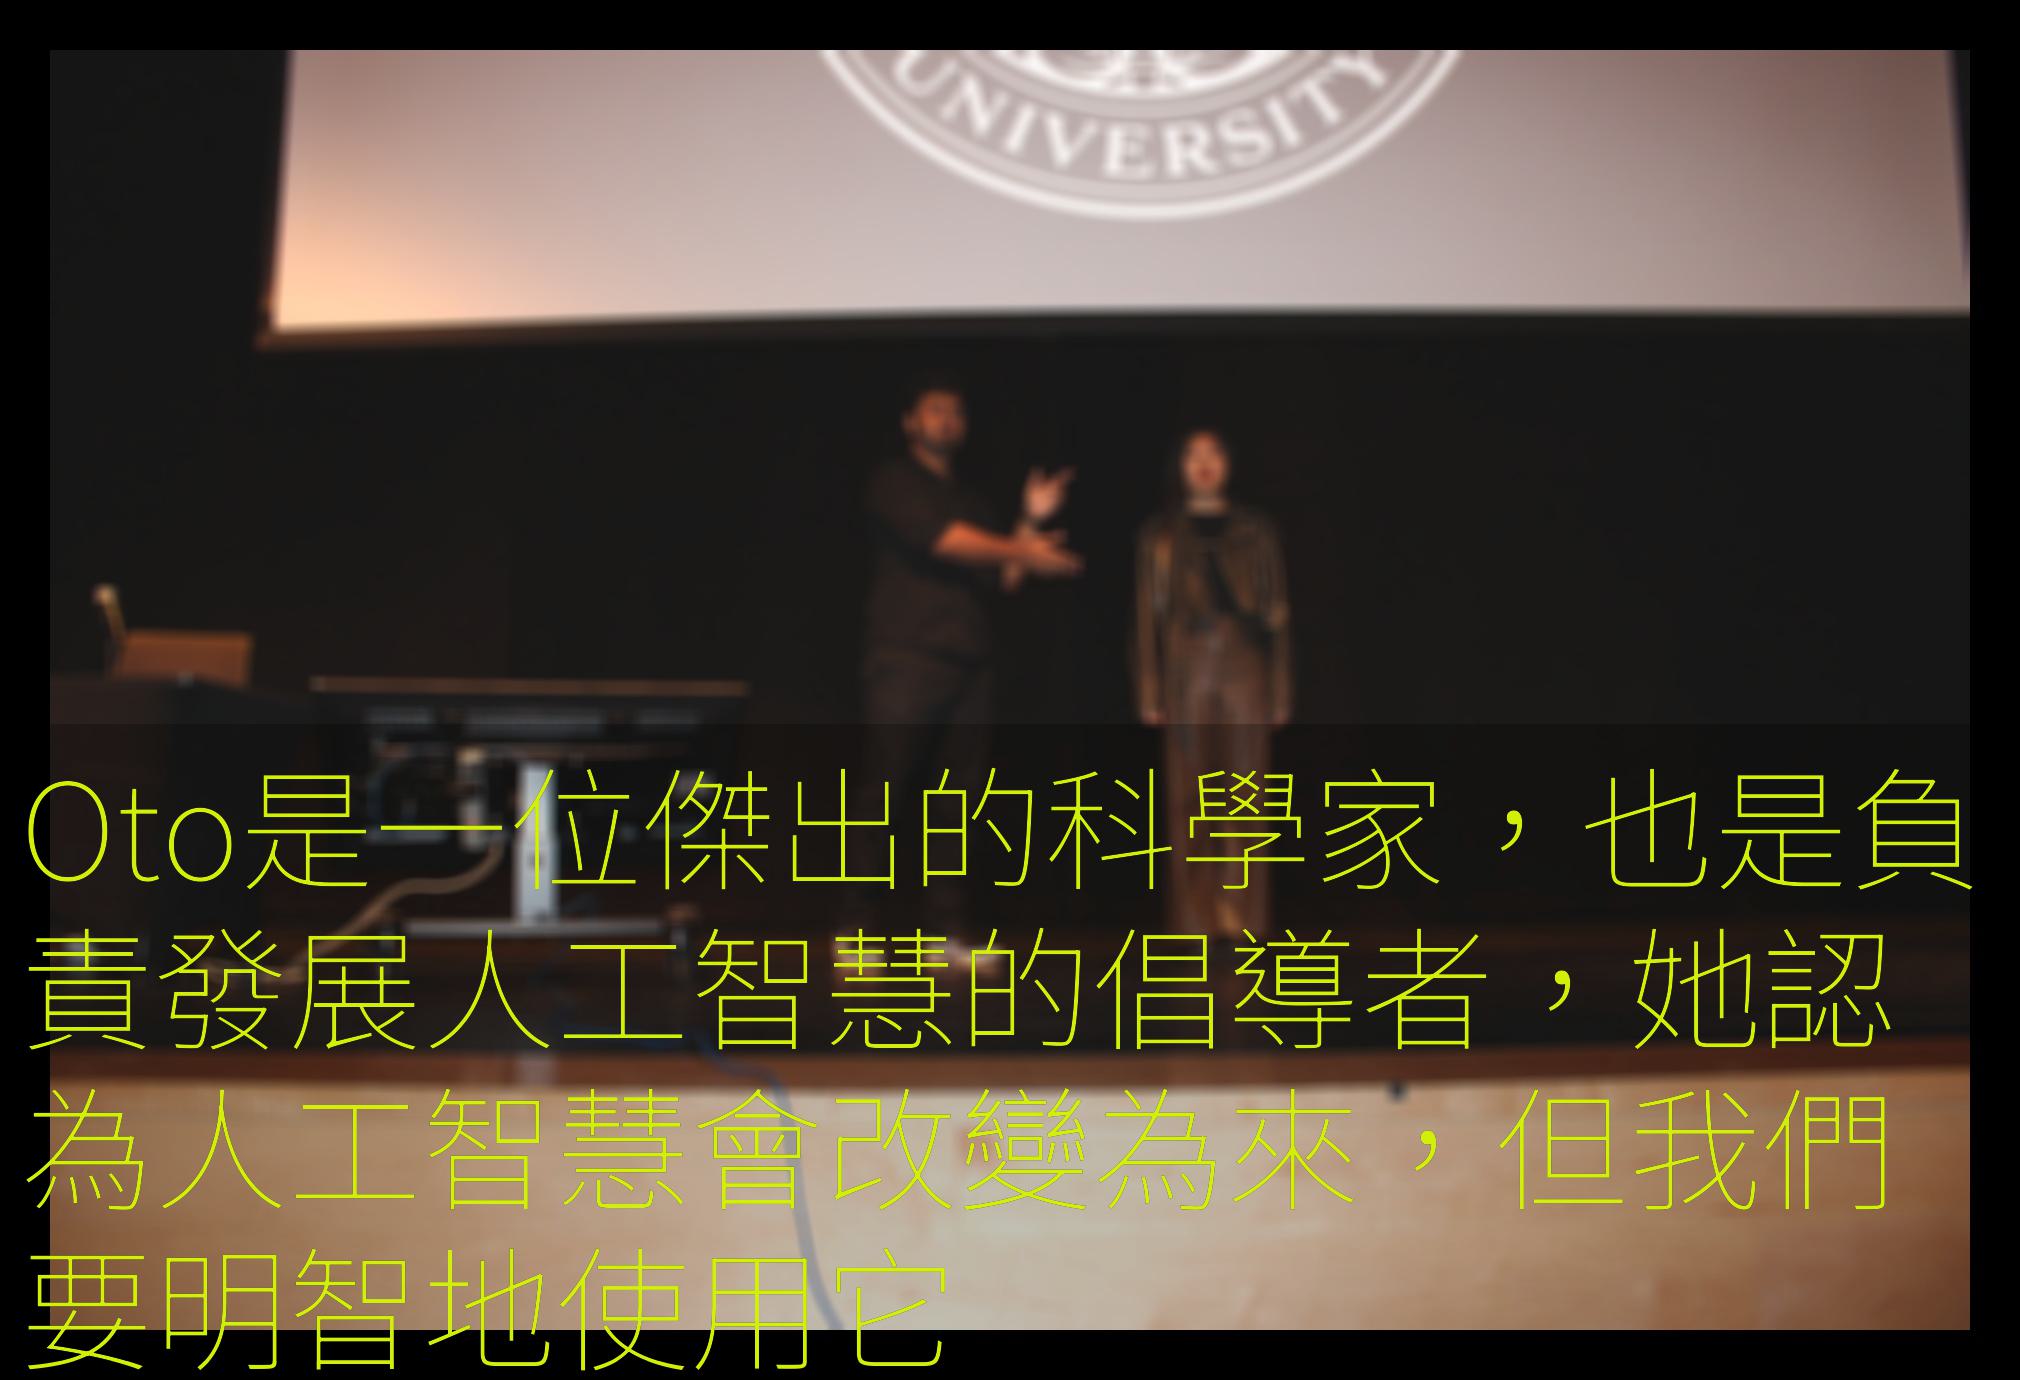 UNIVERSITY
Oto是一位傑出的科學家，也是負
責發展人工智慧的倡導者，她認
為人工智慧會改變為來，但我們
要明智地使用它